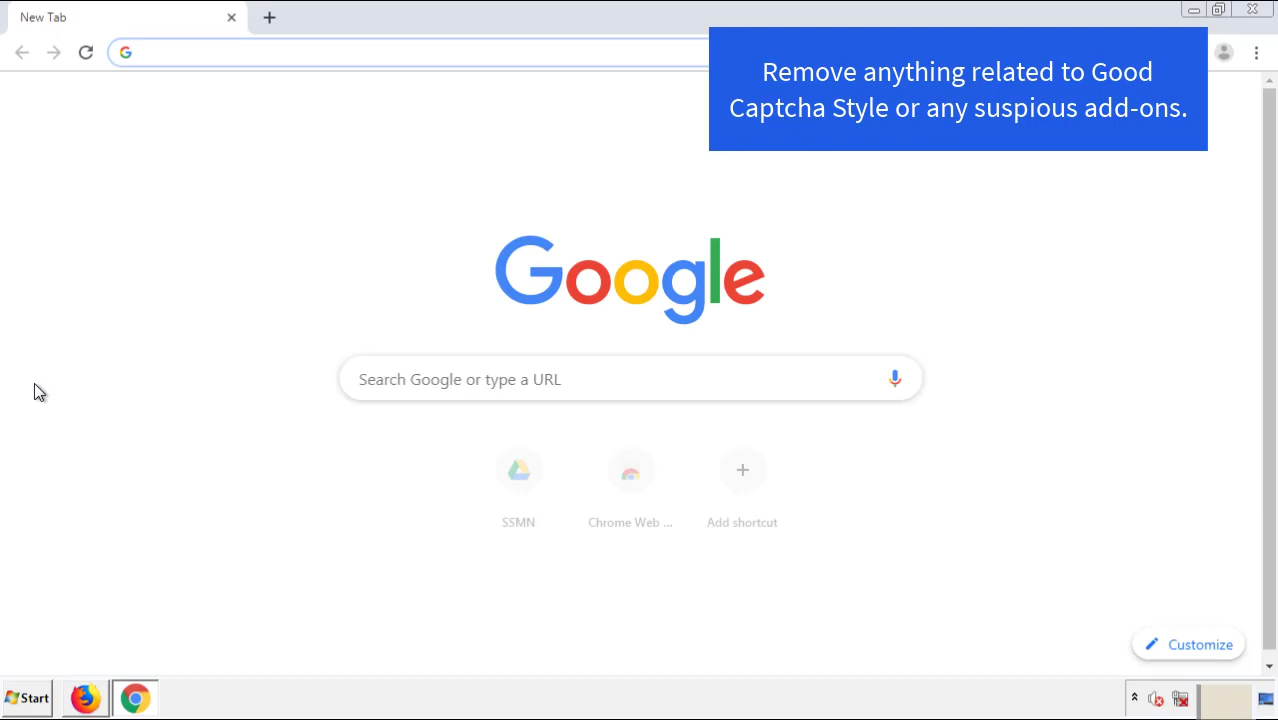 New Tab
Remove anything related to Good
Captcha Style or any suspious add-ons.
Google
Search Google or type a URL
SSMN
Chrome Web ...
Add shortcut
Customize
Start